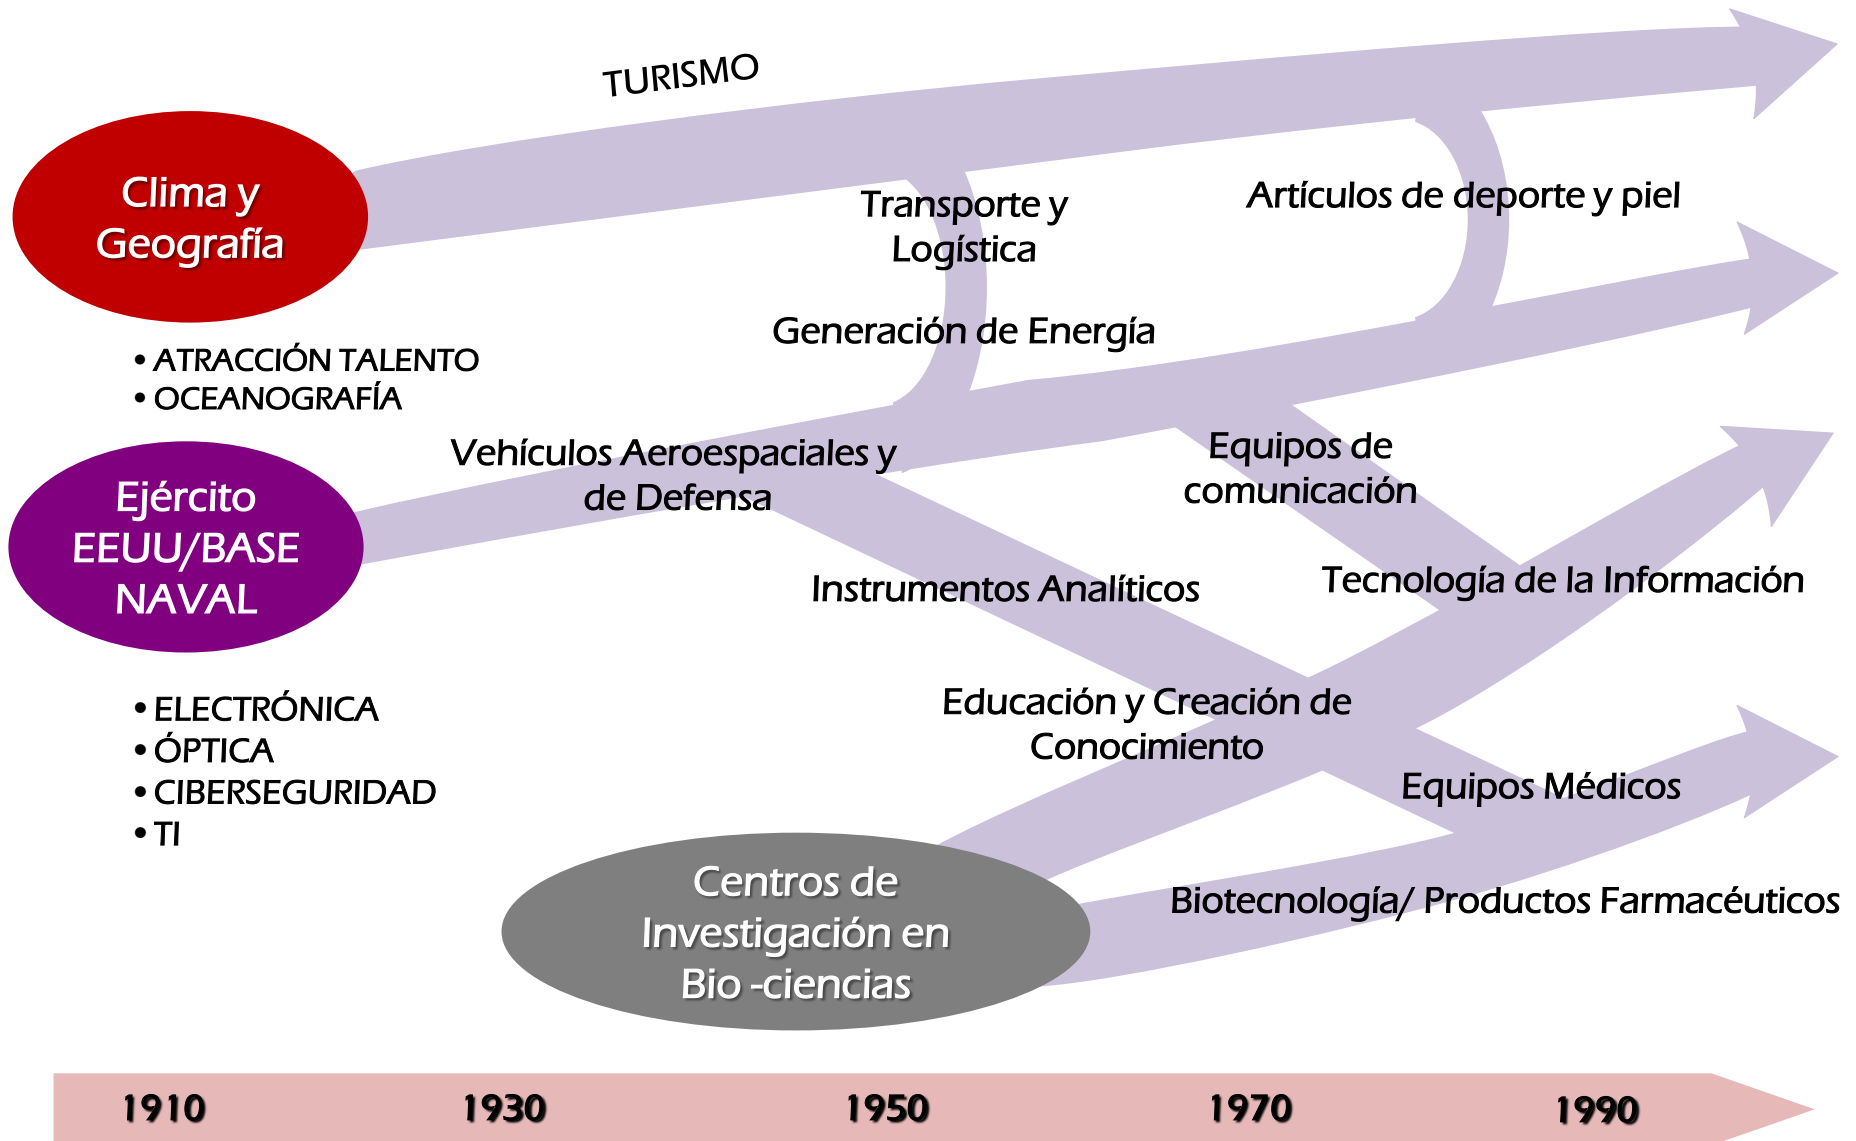 TURISMO
Clima y
Geografía
Transporte y
Logística
Artículos de deporte y piel
Generación de Energía
• ATRACCIÓN TALENTO
• OCEANOGRAFÍA
Vehículos Aeroespaciales y
de Defensa
Equipos de
comunicación
Ejército
EEUU/BASE
NAVAL
Instrumentos Analíticos
Tecnología de la Información
• ELECTRÓNICA
• ÓPTICA
• CIBERSEGURIDAD
• TI
Educación y Creación de
Conocimiento
Equipos Médicos
Centros de
Investigación en
Bio -ciencias
Biotecnología/ Productos Farmacéuticos
1910 1930 1950 1970 1990